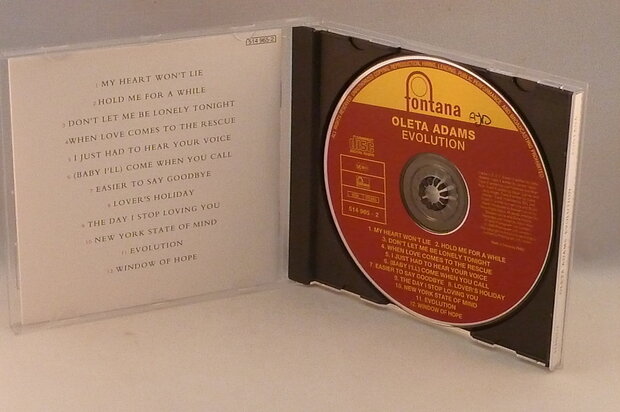 514 965-2
1 MY HEART WON'T LIE
2 HOLD ME FOR A WHILE
3 DON'T LET ME BE LONELY TONIGHT
4 WHEN LOVE COMES TO THE RESCUE
5 I JUST HAD TO HEAR YOUR VOICE
6 (BABY I'LL) COME WHEN YOU CALL
7 EASIER TO SAY GOODBYE
8 LOVER'S HOLIDAY
9 THE DAY I STOP LOVING YOU
10 NEW YORK STATE OF MIND
11 EVOLUTION
12 WINDOW OF HOPE
fontana
OLETA ADAMS
EVOLUTION
COMPACT
disc
DIGITAL AUDIO
514 965 - 2
1. MY HEART WON'T LIE 2. HOLD ME FOR A WHILE
3. DON'T LET ME BE LONELY TONIGHT
4. WHEN LOVE COMES TO THE RESCUE
5. I JUST HAD TO HEAR YOUR VOICE
6. (BABY I'LL) COME WHEN YOU CALL
7. EASIER TO SAY GOODBYE 8. LOVER'S HOLIDAY
9. THE DAY I STOP LOVING YOU
10. NEW YORK STATE OF MIND
11. EVOLUTION
12. WINDOW OF HOPE